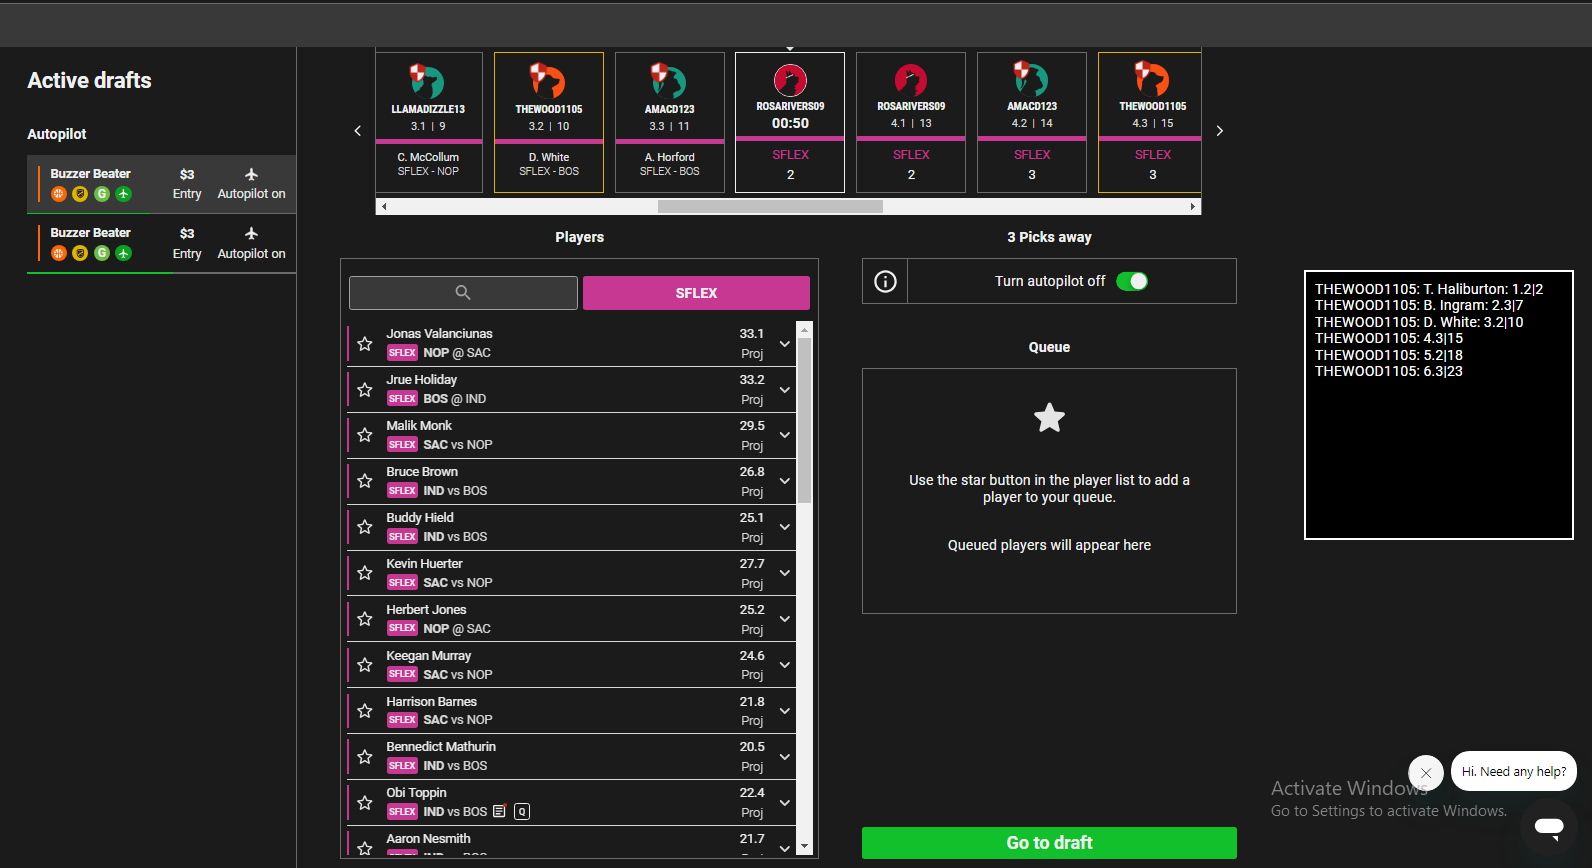 Active drafts
Autopilot
Buzzer Beater
$3
Entry
Autopilot on
G
Buzzer Beater
$3
Entry
Autopilot on
G
LLAMADIZZLE13
3.1 | 9
C. McCollum
SFLEX - NOP
THEWOOD1105
3.2 | 10
D. White
SFLEX - BOS
AMACD123
3.3 | 11
A. Horford
SFLEX - BOS
ROSARIVERS09
00:50
SFLEX
2
ROSARIVERS09
4.1 | 13
SFLEX
2
AMACD123
4.2 | 14
SFLEX
3
THEWOOD1105
4.3 | 15
SFLEX
3
Players
SFLEX
Jonas Valanciunas 33.1
SFLEX NOP @ SAC Proj
Jrue Holiday 33.2
SFLEX BOS @ IND Proj
Malik Monk 29.5
SFLEX SAC vs NOP Proj
Bruce Brown 26.8
SFLEX IND vs BOS Proj
Buddy Hield 25.1
SFLEX IND vs BOS Proj
Kevin Huerter 27.7
SFLEX SAC vs NOP Proj
Herbert Jones 25.2
SFLEX NOP @ SAC Proj
Keegan Murray 24.6
SFLEX SAC vs NOP Proj
Harrison Barnes 21.8
SFLEX SAC vs NOP Proj
Bennedict Mathurin 20.5
SFLEX IND vs BOS Proj
Obi Toppin 22.4
SFLEX IND vs BOS Q Proj
Aaron Nesmith 21.7
3 Picks away
Turn autopilot off
Queue
Use the star button in the player list to add a
player to your queue.
Queued players will appear here
Go to draft
THEWOOD1105: T. Haliburton: 1.2|2
THEWOOD1105: B. Ingram: 2.3|7
THEWOOD1105: D. White: 3.2|10
THEWOOD1105: 4.3|15
THEWOOD1105: 5.2|18
THEWOOD1105: 6.3|23
Hi. Need any help?
Activate Windows
Go to Settings to activate Windows.